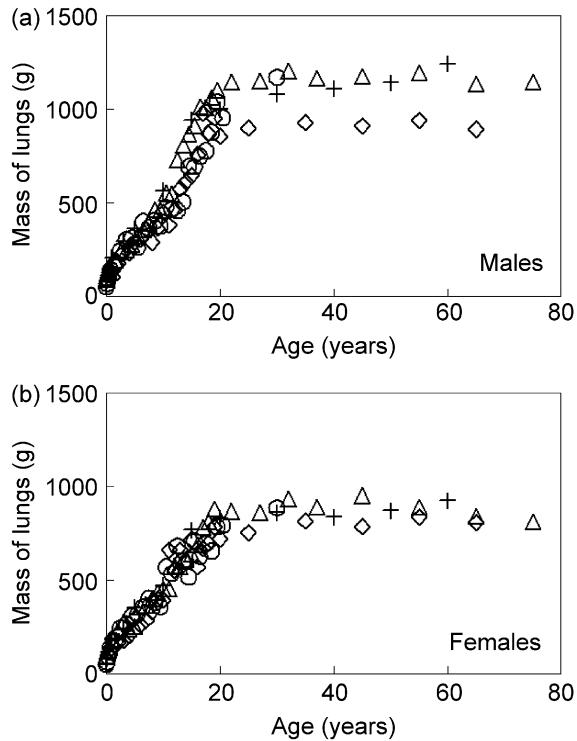 (a) 1500
1000
500
0
Mass of lungs (g)
Males
0 20 40 60 80
Age (years)
(b) 1500
1000
500
0
Mass of lungs (g)
Females
0 20 40 60 80
Age (years)